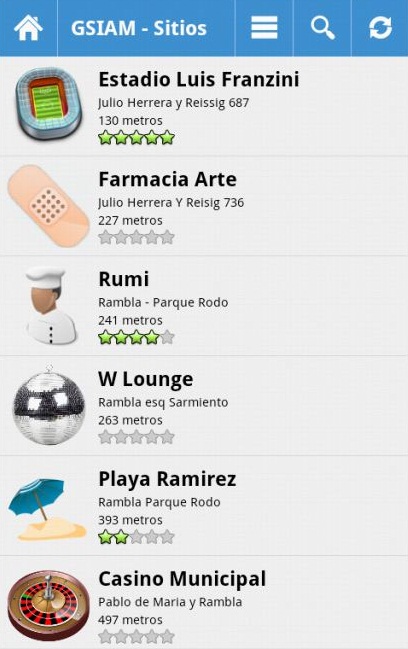 GSIAM - Sitios
Estadio Luis Franzini
Julio Herrera y Reissig 687
130 metros
Farmacia Arte
Julio Herrera Y Reisig 736
227 metros
Rumi
Rambla - Parque Rodo
241 metros
W Lounge
Rambla esq Sarmiento
263 metros
Playa Ramirez
Rambla Parque Rodo
393 metros
Casino Municipal
Pablo de Maria y Rambla
497 metros